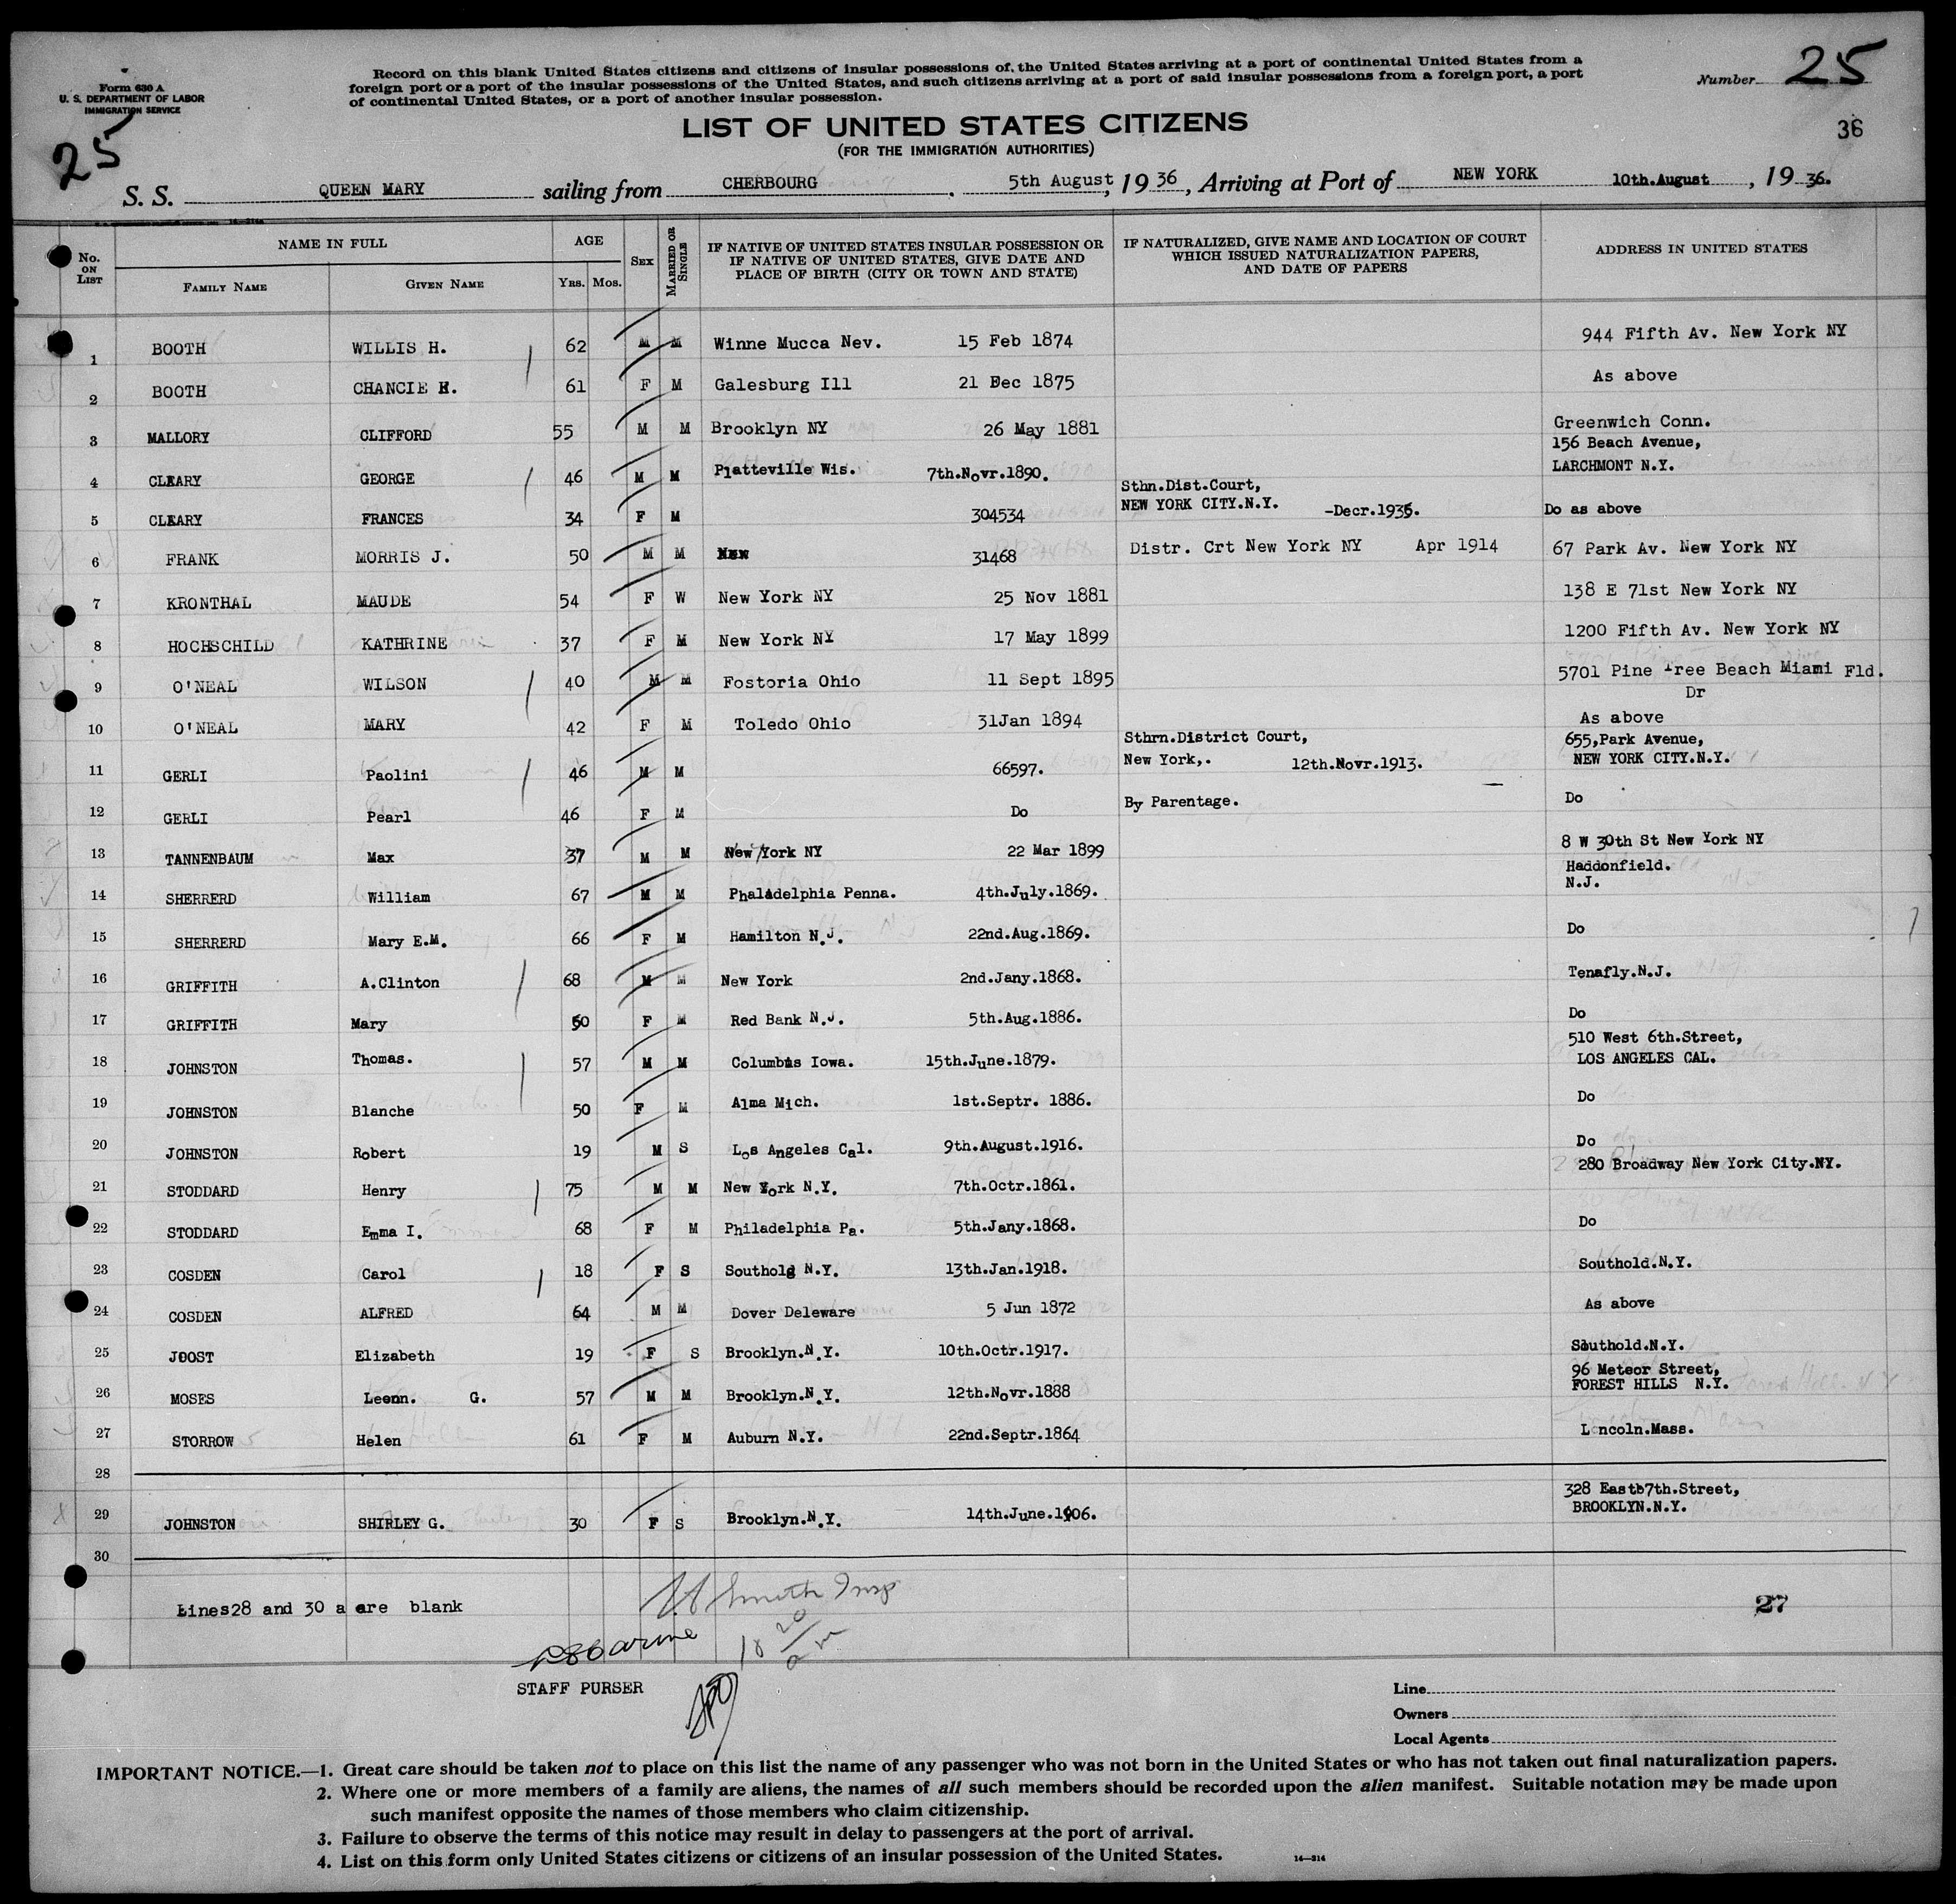 Form 630 A
U. S. DEPARTMENT OF LABOR
IMMIGRATION SERVICE
Record on this blank United States citizens and citizens of insular possessions of, the United States arriving at a port of continental United States from a
foreign port or a port of the insular possessions of the United States, and such citizens arriving at a port of said insular possessions from a foreign port, a port
of continental United States, or a port of another insular possession.
Number 25
25
36
LIST OF UNITED STATES CITIZENS
(FOR THE IMMIGRATION AUTHORITIES)
S. S. QUEEN MARY sailing from CHERBOURG, 5th August, 1936, Arriving at Port of NEW YORK 10th.August, 1936.
No. ON LIST NAME IN FULL AGE SEX MARRIED OR SINGLE IF NATIVE OF UNITED STATES INSULAR POSSESSION OR IF NATIVE OF UNITED STATES, GIVE DATE AND PLACE OF BIRTH (CITY OR TOWN AND STATE) IF NATURALIZED, GIVE NAME AND LOCATION OF COURT WHICH ISSUED NATURALIZATION PAPERS, AND DATE OF PAPERS ADDRESS IN UNITED STATES
FAMILY NAME GIVEN NAME YRS. MOS.
1 BOOTH WILLIS H. 62 M M Winne Mucca Nev. 15 Feb 1874 944 Fifth Av. New York NY
2 BOOTH CHANCIE H. 61 F M Galesburg Ill 21 Dec 1875 As above
3 MALLORY CLIFFORD 55 M M Brooklyn NY 26 May 1881 Greenwich Conn.
156 Beach Avenue,
4 CLEARY GEORGE 46 M M Platteville Wis. 7th.Novr.1890. LARCHMONT N.Y.
Sthn.Dist.Court,
5 CLEARY FRANCES 34 F M 304534 NEW YORK CITY.N.Y. -Decr.1935. Do as above
6 FRANK MORRIS J. 50 M M 31468 Distr. Crt New York NY Apr 1914 67 Park Av. New York NY
7 KRONTHAL MAUDE 54 F W New York NY 25 Nov 1881 138 E 71st New York NY
8 HOCHSCHILD KATHRINE 37 F M New York NY 17 May 1899 1200 Fifth Av. New York NY
9 O'NEAL WILSON 40 M M Fostoria Ohio 11 Sept 1895 5701 Pine Tree Beach Miami Fld.
Dr
10 O'NEAL MARY 42 F M Toledo Ohio 31Jan 1894 As above
Sthrn.District Court, 655,Park Avenue,
11 GERLI Paolini 46 M M 66597. New York,. 12th.Novr.1913. NEW YORK CITY.N.Y.
12 GERLI Pearl 46 F M Do By Parentage. Do
13 TANNENBAUM Max 37 M M New York NY 22 Mar 1899 8 W 30th St New York NY
Haddonfield.
14 SHERRERD William 67 M M Phaladelphia Penna. 4th.July.1869. N.J.
15 SHERRERD Mary E.M. 66 F M Hamilton N.J. 22nd.Aug.1869. Do
16 GRIFFITH A.Clinton 68 M M New York 2nd.Jany.1868. Tenafly.N.J.
17 GRIFFITH Mary 50 F M Red Bank N.J. 5th.Aug.1886. Do
510 West 6th.Street,
18 JOHNSTON Thomas. 57 M M Columbus Iowa. 15th.June.1879. LOS ANGELES CAL.
19 JOHNSTON Blanche 50 F M Alma Mich. 1st.Septr. 1886. Do
20 JOHNSTON Robert 19 M S Los Angeles Cal. 9th.August.1916. Do
280 Broadway New York City.NY.
21 STODDARD Henry 75 M M New York N.Y. 7th.Octr.1861.
22 STODDARD Emma I. 68 F M Philadelphia Pa. 5th.Jany.1868. Do
23 COSDEN Carol 18 F S Southold N.Y. 13th.Jan.1918. Southold.N.Y.
24 COSDEN ALFRED 64 M M Dover Deleware 5 Jun 1872 As above
25 JOOST Elizabeth 19 F S Brooklyn.N.Y. 10th.Octr.1917. Southold.N.Y.
96 Meteor Street,
26 MOSES Leonn. G. 57 M M Brooklyn.N.Y. 12th.Novr.1888 FOREST HILLS N.Y.
27 STORROW Helen 61 F M Auburn N.Y. 22nd.Septr.1864 L ncoln.Mass.
28
328 Eastb7th.Street,
29 JOHNSTON SHIRLEY G. 30 F S Brooklyn.N.Y. 14th.June.1906. BROOKLYN.N.Y.
30
Lines28 and 30 a are blank
Smith Insp
27
STAFF PURSER
Line
Owners
Local Agents
IMPORTANT NOTICE.—1. Great care should be taken not to place on this list the name of any passenger who was not born in the United States or who has not taken out final naturalization papers.
2. Where one or more members of a family are aliens, the names of all such members should be recorded upon the alien manifest. Suitable notation may be made upon
such manifest opposite the names of those members who claim citizenship.
3. Failure to observe the terms of this notice may result in delay to passengers at the port of arrival.
4. List on this form only United States citizens or citizens of an insular possession of the United States.
14—214